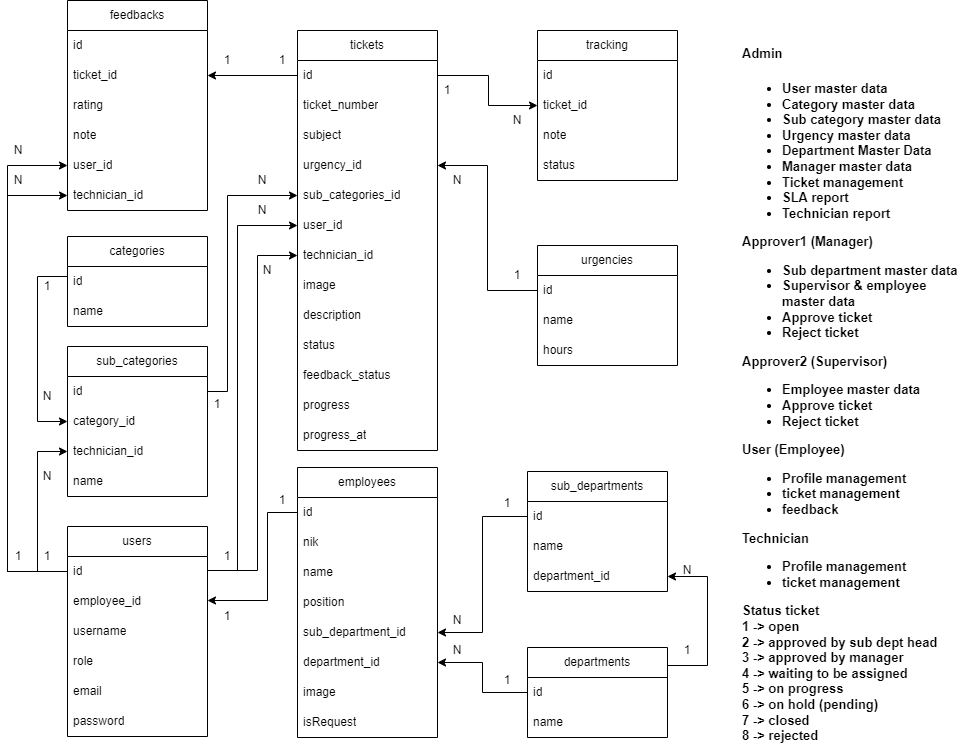 feedbacks
id
ticket_id
rating
note
user_id
technician_id
categories
id
name
sub_categories
id
category_id
technician_id
name
users
id
employee_id
username
role
email
password
tickets
id
ticket_number
subject
urgency_id
sub_categories_id
user_id
technician_id
image
description
status
feedback_status
progress
progress_at
employees
id
nik
name
position
sub_department_id
department_id
image
isRequest
tracking
id
ticket_id
note
status
urgencies
id
name
hours
sub_departments
id
name
department_id
departments
id
name
1
1
1
N
N
N
N
N
N
N
1
1
1
N
1
N
1
1
1
1
1
1
N
1
N
N
1
Admin
User master data
Category master data
Sub category master data
Urgency master data
Department Master Data
Manager master data
Ticket management
SLA report
Technician report
Approver1 (Manager)
Sub department master data
Supervisor & employee
master data
Approve ticket
Reject ticket
Approver2 (Supervisor)
Employee master data
Approve ticket
Reject ticket
User (Employee)
Profile management
ticket management
feedback
Technician
Profile management
ticket management
Status ticket
1 -> open
2 -> approved by sub dept head
3 -> approved by manager
4 -> waiting to be assigned
5 -> on progress
6 -> on hold (pending)
7 -> closed
8 -> rejected